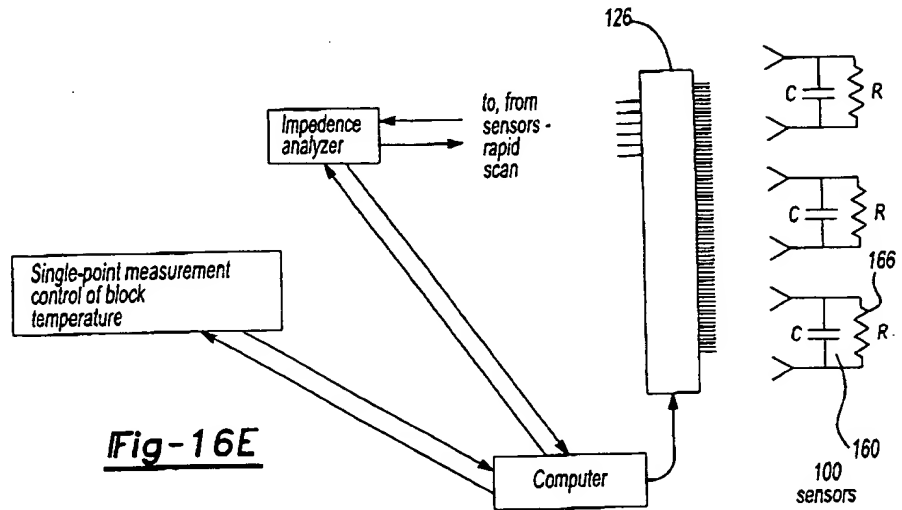 126
to, from
sensors -
rapid
scan
Impedence
analyzer
C
R
C
R
166
C
R
Single-point measurement
control of block
temperature
Fig-16E
Computer
160
100
sensors